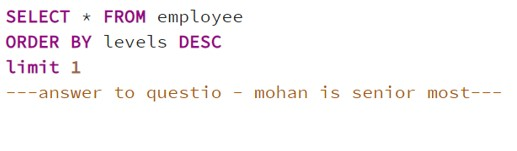 SELECT * FROM employee
ORDER BY levels DESC
limit 1
---answer to questio - mohan is senior most---